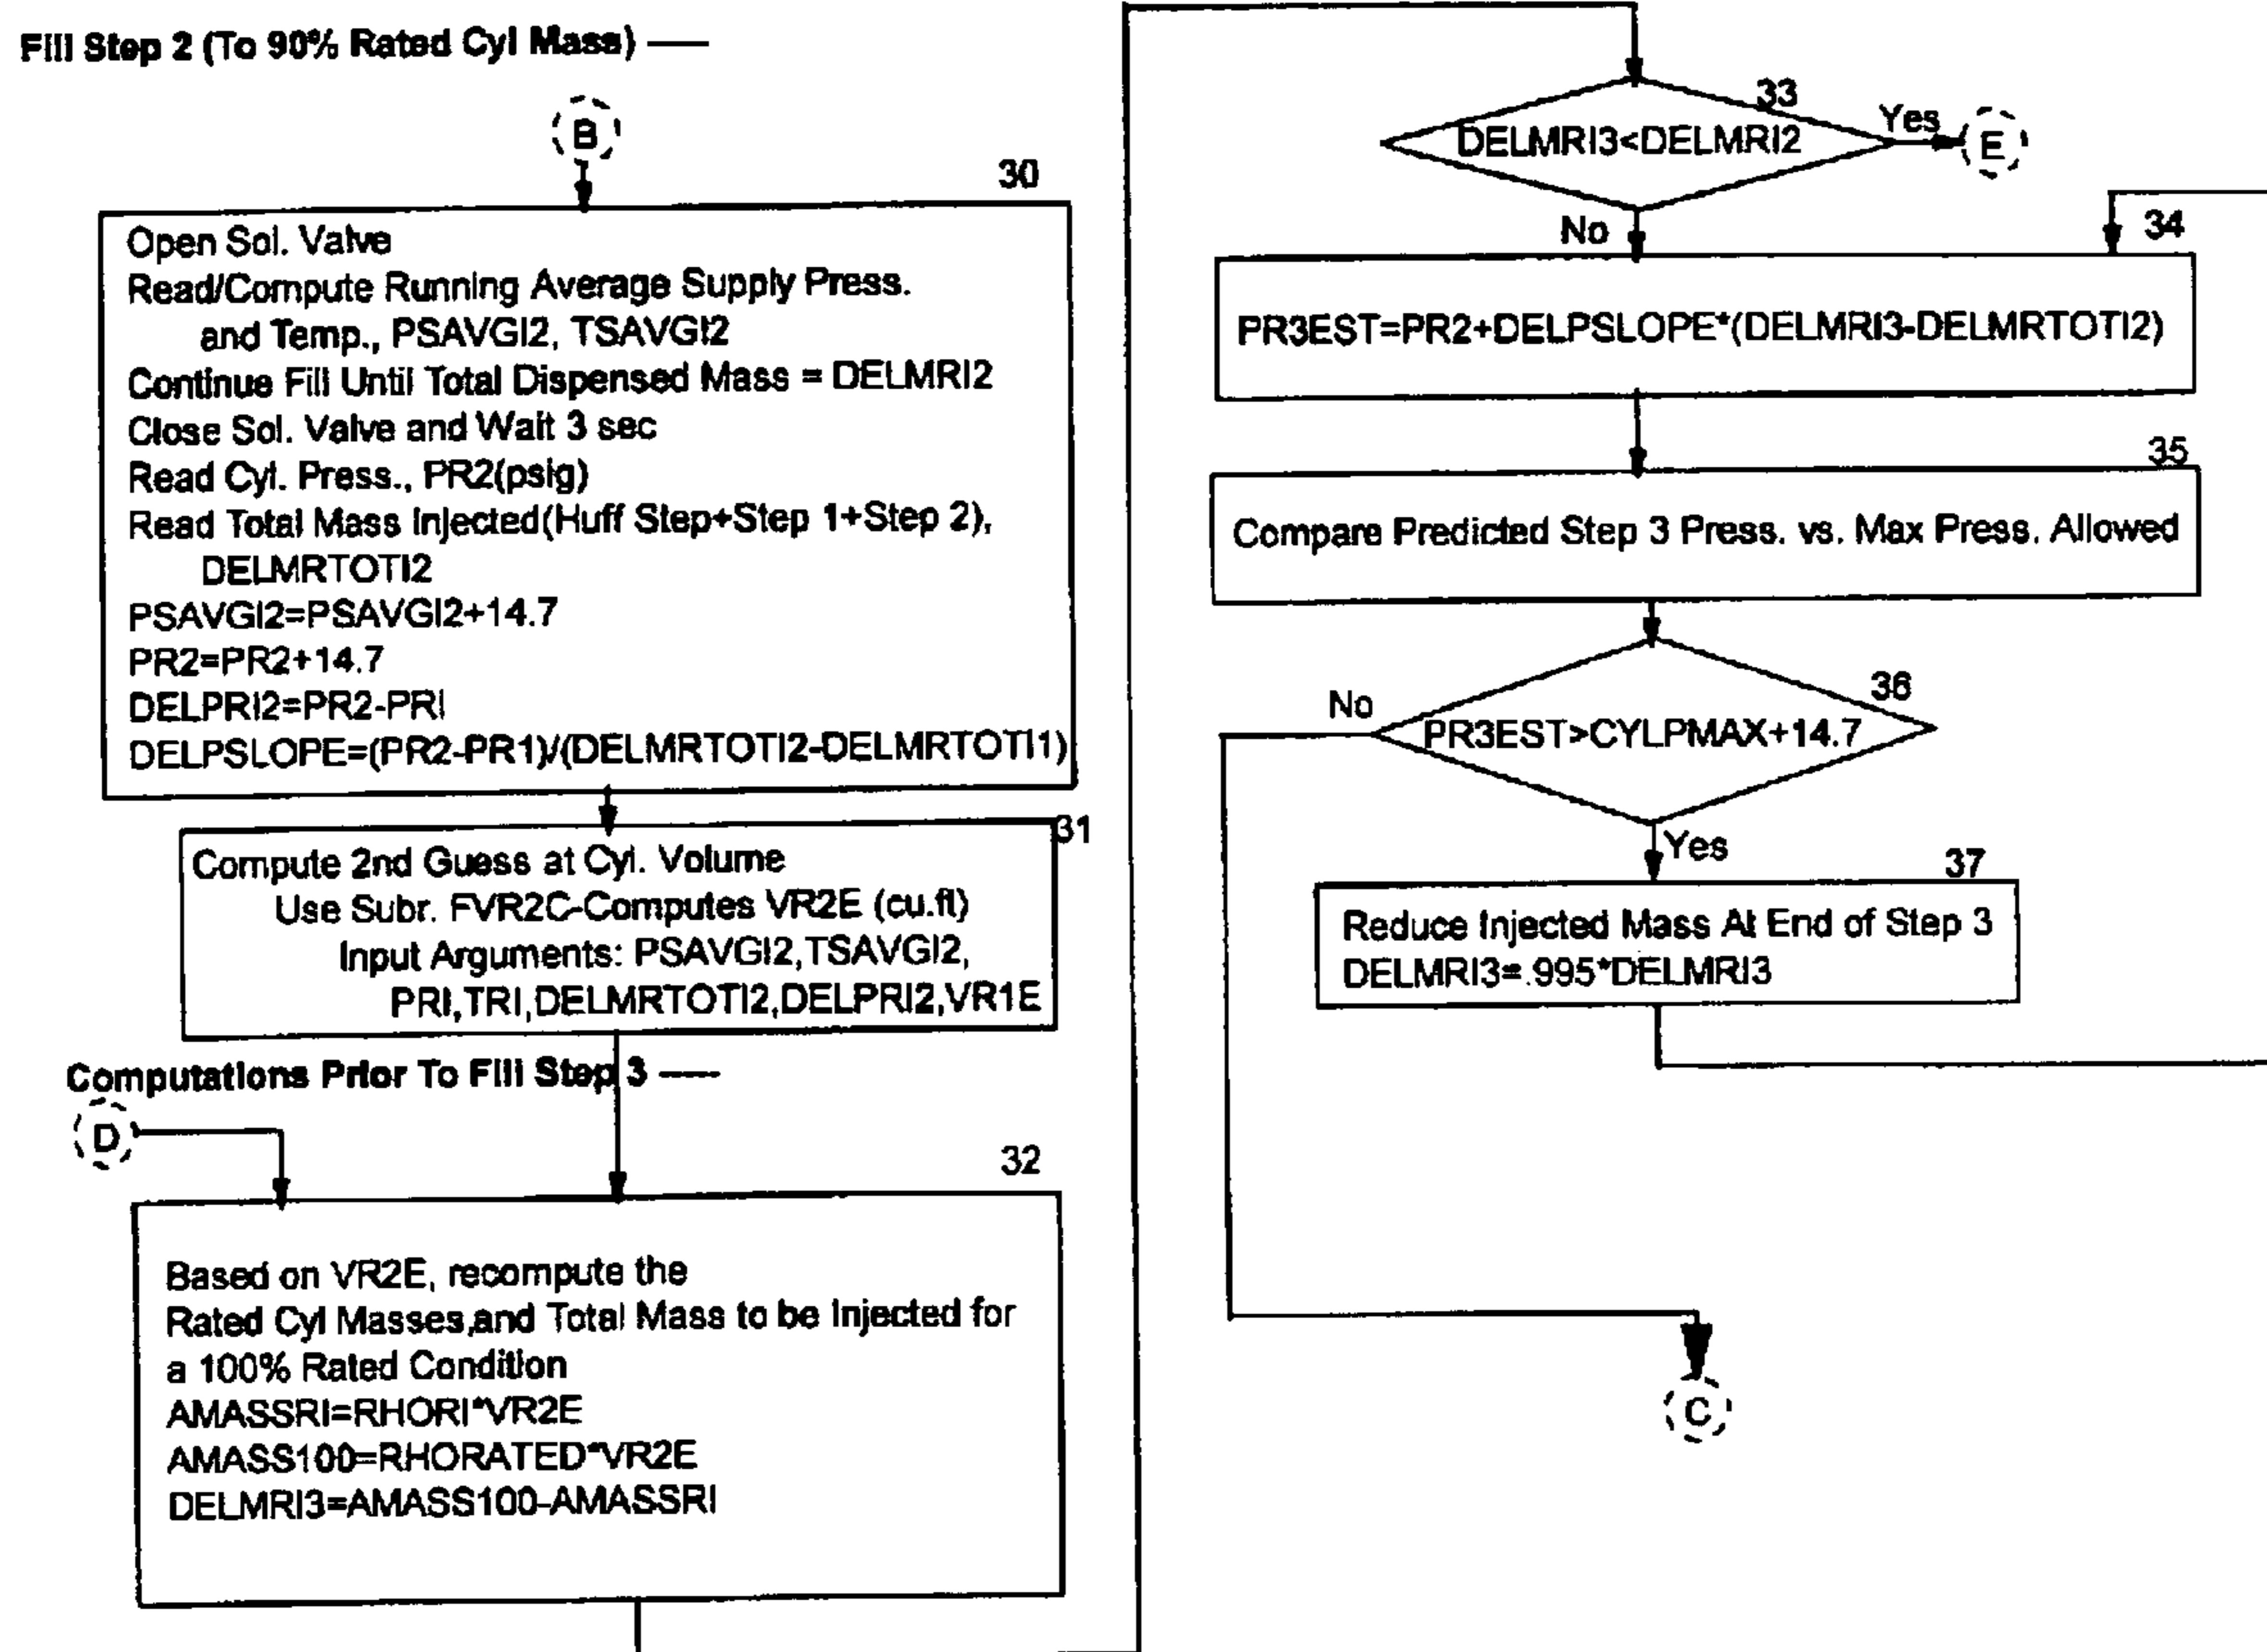 Fill Step 2 (To 90% Rated Cyl Mass) —
B
30
Open Sol. Valve
Read/Compute Running Average Supply Press.
and Temp., PSAVGI2, TSAVGI2
Continue Fill Until Total Dispensed Mass = DELMRI2
Close Sol. Valve and Wait 3 sec
Read Cyl. Press., PR2(psig)
Read Total Mass Injected(Huff Step+Step 1+Step 2),
DELMRTOTI2
PSAVGI2=PSAVGI2+14.7
PR2=PR2+14.7
DELPRI2=PR2-PRI
DELPSLOPE=(PR2-PR1)/(DELMRTOTI2-DELMRTOTI1)
31
Compute 2nd Guess at Cyl. Volume
Use Subr. FVR2C-Computes VR2E (cu.ft)
Input Arguments: PSAVGI2,TSAVGI2,
PRI,TRI,DELMRTOTI2,DELPRI2,VR1E
Computations Prior To Fill Step 3 —
D
32
Based on VR2E, recompute the
Rated Cyl Masses,and Total Mass to be Injected for
a 100% Rated Condition
AMASSRI=RHORI*VR2E
AMASS100=RHORATED*VR2E
DELMRI3=AMASS100-AMASSRI
33
DELMRI3<DELMRI2
Yes
E
No
34
PR3EST=PR2+DELPSLOPE*(DELMRI3-DELMRTOTI2)
35
Compare Predicted Step 3 Press. vs. Max Press. Allowed
36
No
PR3EST>CYLPMAX+14.7
Yes
37
Reduce Injected Mass At End of Step 3
DELMRI3=.995*DELMRI3
C